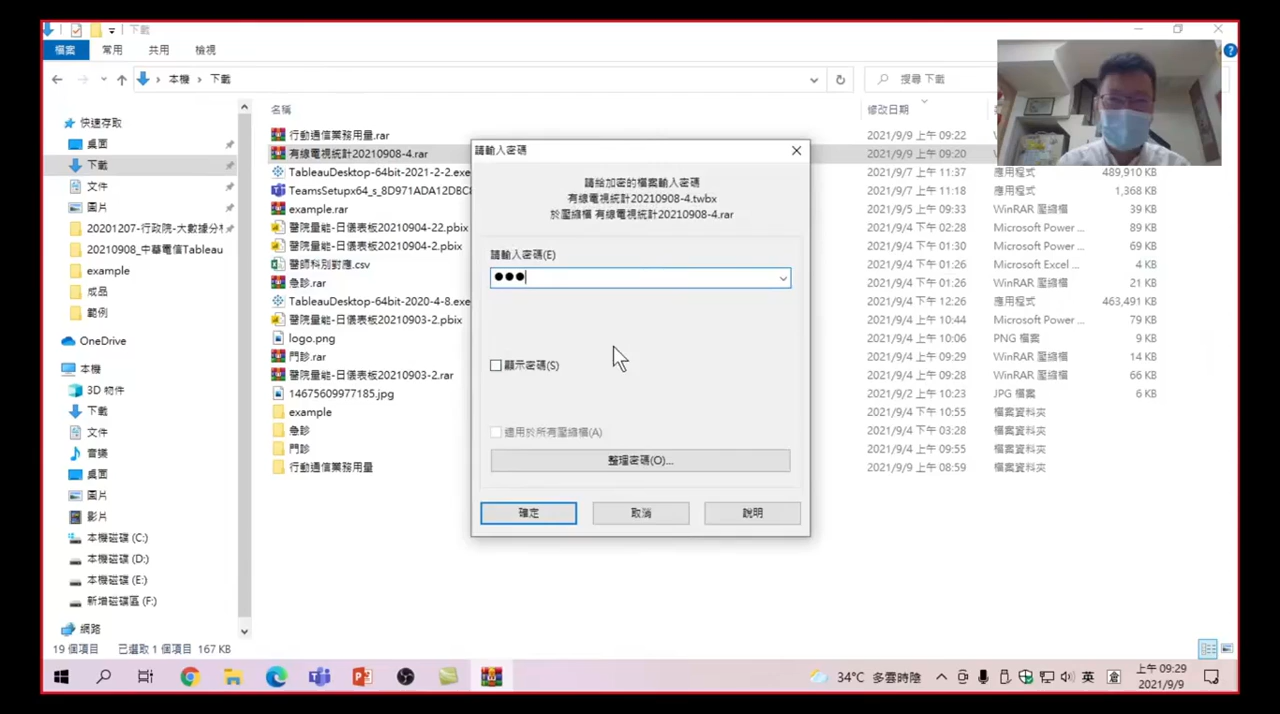 下載
檔案 常用 共用 檢視
本機 下載
搜尋 下載
快速存取
桌面
下載
文件
圖片
20201207-行政院-大數據分析
20210908_中華電信Tableau
example
成品
範例
OneDrive
本機
3D 物件
下載
文件
音樂
桌面
圖片
影片
本機磁碟 (C:)
本機磁碟 (D:)
本機磁碟 (E:)
新增磁碟區 (F:)
網路
名稱 修改日期
行動通信業務用量.rar 2021/9/9 上午 09:22
有線電視統計20210908-4.rar 2021/9/9 上午 09:20
TableauDesktop-64bit-2021-2-2.exe 2021/9/7 上午 11:37 應用程式 489,910 KB
TeamsSetupx64_s_8D971ADA12DBC8 2021/9/7 上午 11:18 應用程式 1,368 KB
example.rar 2021/9/5 上午 09:33 WinRAR 壓縮檔 39 KB
醫院量能-日儀表板20210904-22.pbix 2021/9/4 下午 02:28 Microsoft Power ... 89 KB
醫院量能-日儀表板20210904-2.pbix 2021/9/4 下午 01:30 Microsoft Power ... 69 KB
醫師科別對應.csv 2021/9/4 下午 01:26 Microsoft Excel ... 4 KB
急診.rar 2021/9/4 下午 01:26 WinRAR 壓縮檔 21 KB
TableauDesktop-64bit-2020-4-8.exe 2021/9/4 下午 12:26 應用程式 463,491 KB
醫院量能-日儀表板20210903-2.pbix 2021/9/4 上午 10:44 Microsoft Power ... 79 KB
logo.png 2021/9/4 上午 10:06 PNG 檔案 9 KB
門診.rar 2021/9/4 上午 09:29 WinRAR 壓縮檔 14 KB
醫院量能-日儀表板20210903-2.rar 2021/9/4 上午 09:28 WinRAR 壓縮檔 66 KB
14675609977185.jpg 2021/9/2 上午 10:23 JPG 檔案 6 KB
example 2021/9/4 上午 10:55 檔案資料夾
急診 2021/9/4 下午 03:28 檔案資料夾
門診 2021/9/4 上午 09:55 檔案資料夾
行動通信業務用量 2021/9/9 上午 08:59 檔案資料夾
請輸入密碼
請給加密的檔案輸入密碼
有線電視統計20210908-4.twbx
於壓縮檔 有線電視統計20210908-4.rar
請輸入密碼(E)
●●●
顯示密碼(S)
適用於所有壓縮檔(A)
整理密碼(O)...
確定 取消 說明
19 個項目 已選取 1 個項目 167 KB
34°C 多雲時陰 英 倉 上午 09:29
2021/9/9